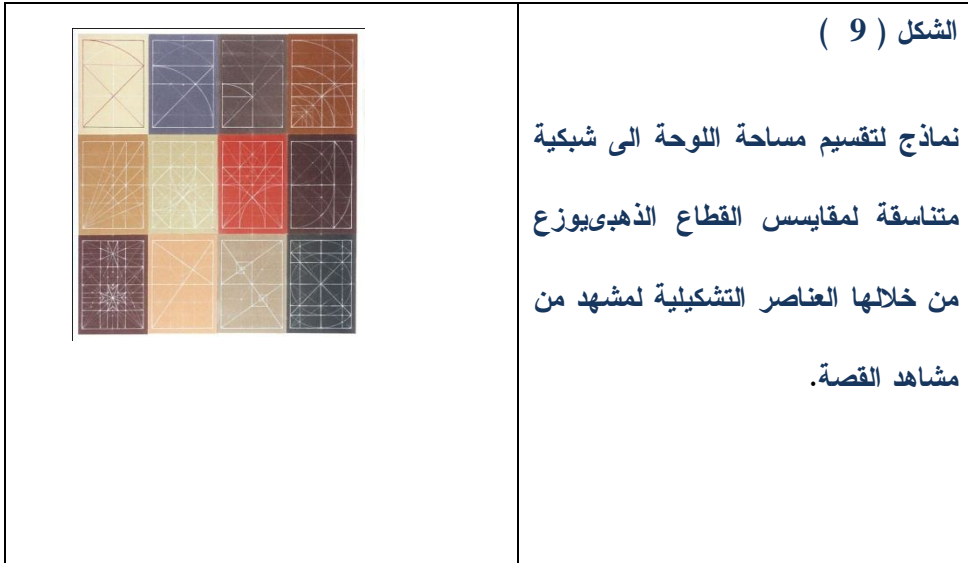 الشكل ( 9 )
نماذج لتقسيم مساحة اللوحة الى شبكية
متناسقة لمقايسس القطاع الذهبىيوزع
من خلالها العناصر التشكيلية لمشهد من
مشاهد القصة.